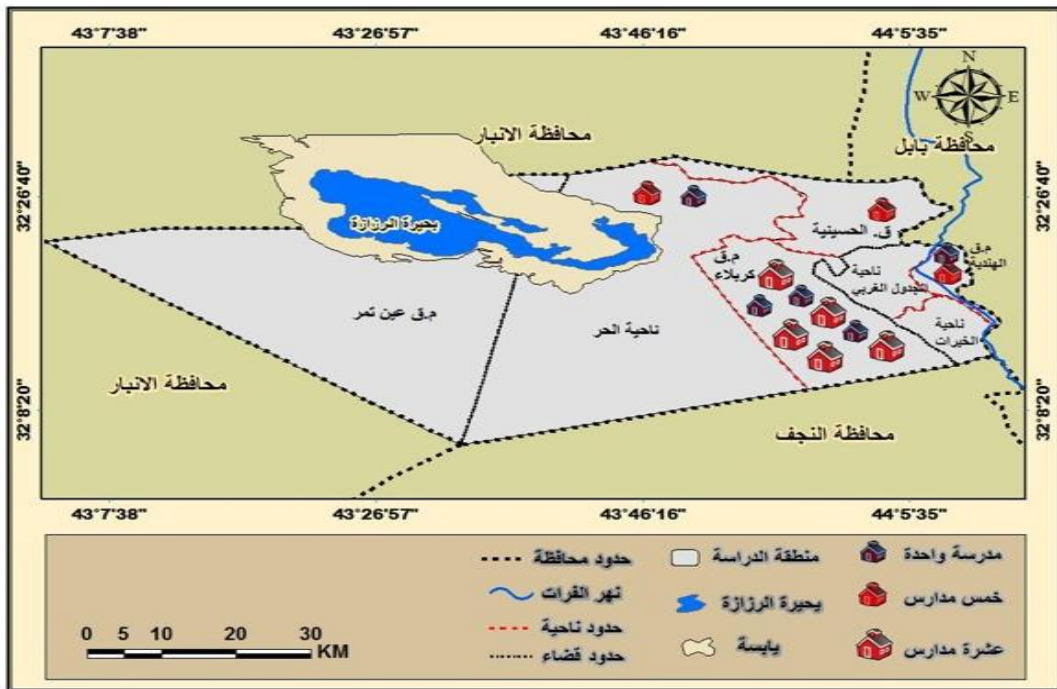 43°7'38" 43°26'57" 43°46'16" 44°5'35"
N
W E
S
محافظة الانبار
محافظة بابل
32°26'40" 32°26'40"
بحيرة الرزازة
ق. الحسينية
م.ق الهندية
م.ق كربلاء
ناحية الجدول الغربي
م.ق عين تمر
ناحية الحر
ناحية الخيرات
محافظة الانبار
محافظة النجف
32°8'20" 32°8'20"
43°7'38" 43°26'57" 43°46'16" 44°5'35"
مدرسة واحدة
منطقة الدراسة
حدود محافظة
خمس مدارس
بحيرة الرزازة
نهر الفرات
حدود ناحية
عشرة مدارس
يابسة
حدود قضاء
0 5 10 20 30
KM